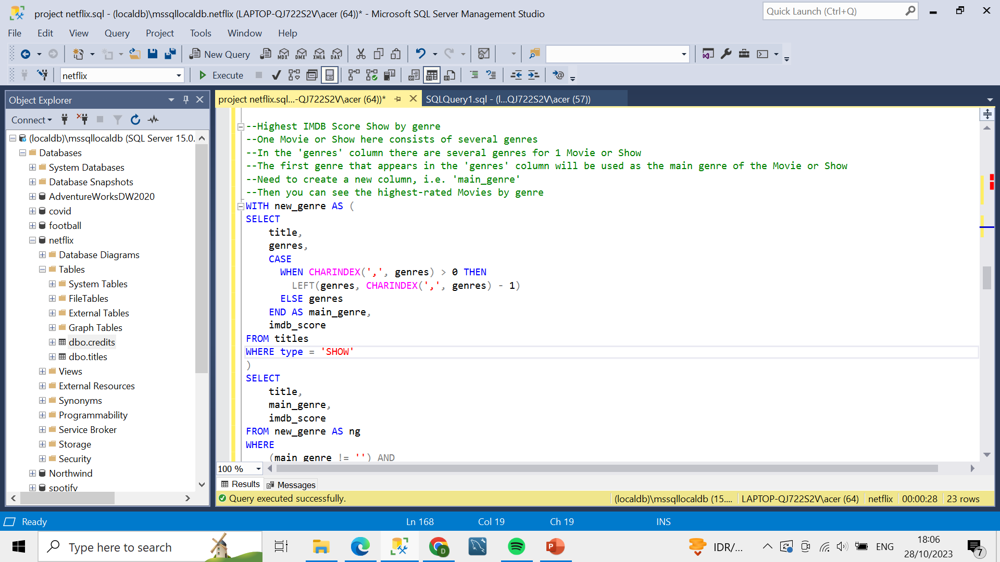 project netflix.sql - (localdb)\mssqllocaldb.netflix (LAPTOP-QJ722S2V\acer (64))* - Microsoft SQL Server Management Studio
Quick Launch (Ctrl+Q)
File Edit View Query Project Tools Window Help
New Query MDX DMX XMLA DAX
netflix
Execute
Object Explorer
project netflix.sql...-QJ722S2V\acer (64))*
SQLQuery1.sql - (l...QJ722S2V\acer (57))
Connect
(localdb)\mssqllocaldb (SQL Server 15.0.
Databases
System Databases
Database Snapshots
AdventureWorksDW2020
covid
football
netflix
Database Diagrams
Tables
System Tables
FileTables
External Tables
Graph Tables
dbo.credits
dbo.titles
Views
External Resources
Synonyms
Programmability
Service Broker
Storage
Security
Northwind
spotify
--Highest IMDB Score Show by genre
--One Movie or Show here consists of several genres
--In the 'genres' column there are several genres for 1 Movie or Show
--The first genre that appears in the 'genres' column will be used as the main genre of the Movie or Show
--Need to create a new column, i.e. 'main_genre'
--Then you can see the highest-rated Movies by genre
WITH new_genre AS (
SELECT
title,
genres,
CASE
WHEN CHARINDEX(',', genres) > 0 THEN
LEFT(genres, CHARINDEX(',', genres) - 1)
ELSE genres
END AS main_genre,
imdb_score
FROM titles
WHERE type = 'SHOW'
)
SELECT
title,
main_genre,
imdb_score
FROM new_genre AS ng
WHERE
(main_genre != '') AND
100 %
Results Messages
Query executed successfully.
(localdb)\mssqllocaldb (15.... LAPTOP-QJ722S2V\acer (64) netflix 00:00:28 23 rows
Ready Ln 168 Col 19 Ch 19 INS
Type here to search
D
P
IDR/...
ENG
18:06
28/10/2023
7